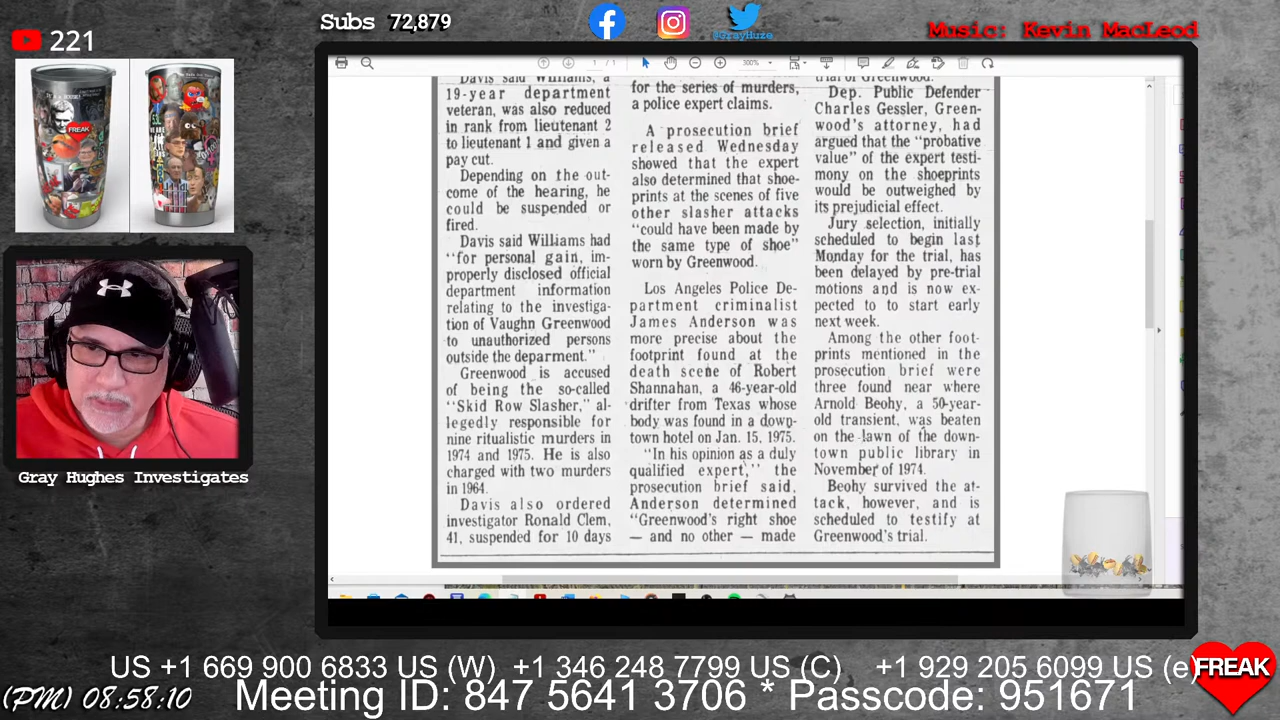 Subs 72,879
@GrayHuze
Music: Kevin MacLeod
221
FREAK
Gray Hughes Investigates
1 / 1
300%
Davis said Williams, a
19-year department
veteran, was also reduced
in rank from lieutenant 2
to lieutenant 1 and given a
pay cut.
Depending on the out-
come of the hearing, he
could be suspended or
fired.
Davis said Williams had
"for personal gain, im-
properly disclosed official
department information
relating to the investiga-
tion of Vaughn Greenwood
to unauthorized persons
outside the deparment."
Greenwood is accused
of being the so-called
"Skid Row Slasher," al-
legedly responsible for
nine ritualistic murders in
1974 and 1975. He is also
charged with two murders
in 1964.
Davis also ordered
investigator Ronald Clem,
41, suspended for 10 days
for the series of murders,
a police expert claims.
A prosecution brief
released Wednesday
showed that the expert
also determined that shoe-
prints at the scenes of five
other slasher attacks
"could have been made by
the same type of shoe"
worn by Greenwood.
Los Angeles Police De-
partment criminalist
James Anderson was
more precise about the
footprint found at the
death scene of Robert
Shannahan, a 46-year-old
drifter from Texas whose
body was found in a down-
town hotel on Jan. 15, 1975.
"In his opinion as a duly
qualified expert," the
prosecution brief said,
Anderson determined
"Greenwood's right shoe
— and no other — made
trial of Greenwood.
Dep. Public Defender
Charles Gessler, Green-
wood's attorney, had
argued that the "probative
value" of the expert testi-
mony on the shoeprints
would be outweighed by
its prejudicial effect.
Jury selection, initially
scheduled to begin last
Monday for the trial, has
been delayed by pre-trial
motions and is now ex-
pected to to start early
next week.
Among the other foot-
prints mentioned in the
prosecution brief were
three found near where
Arnold Beohy, a 50-year-
old transient, was beaten
on the lawn of the down-
town public library in
November of 1974.
Beohy survived the at-
tack, however, and is
scheduled to testify at
Greenwood's trial.
US +1 669 900 6833 US (W) +1 346 248 7799 US (C) +1 929 205 6099 US (e)
FREAK
(PM) 08:58:10
Meeting ID: 847 5641 3706 * Passcode: 951671